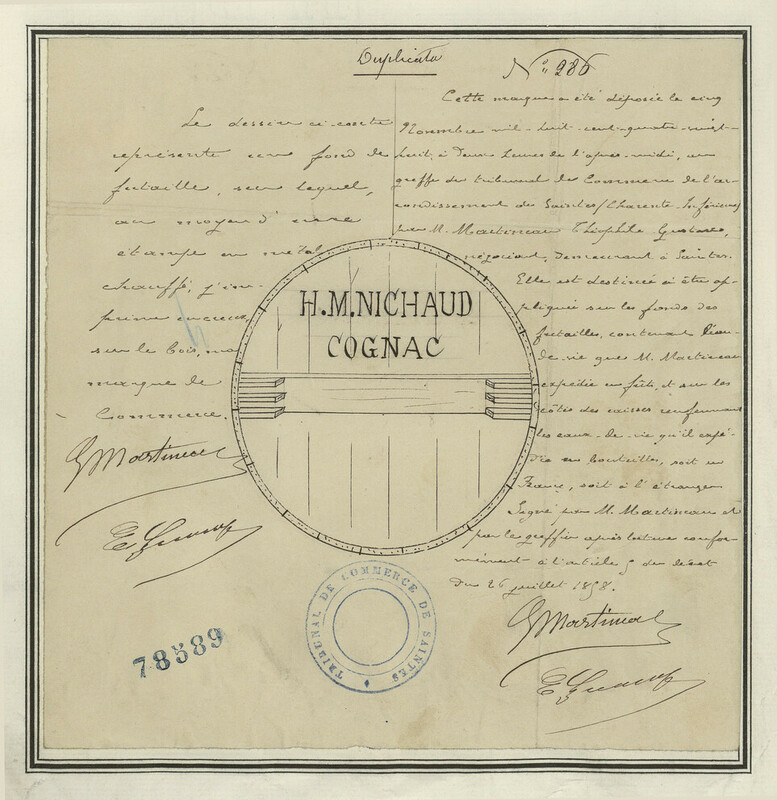 Duplicata
N° 286
Le dessin ci-contre
représente un fond de
futaille, sur lequel,
au moyen d'une
étampe en métal
chauffé, j'im-
prime en creux,
sur le bois, ma
marque de
Commerce.
G Martineau
Cette marque a été déposée le cinq
Novembre mil-huit-cent-quatre-vingt-
huit, à deux heures de l'après-midi, au
greffe du tribunal de Commerce de l'ar-
rondissement de Saintes (Charente-Inférieure)
par M. Martineau Théophile Gustave,
négociant, demeurant à Saintes.
Elle est destinée à être ap-
pliquée sur les fonds des
futailles, contenant l'eau-
de-vie que M. Martineau
expédie en fûts, et sur les
côtés des caisses renfermant
les eaux-de-vie qu'il expé-
die en bouteilles, soit en
France, soit à l'étranger.
Signé par M. Martineau et
par le greffier après lecture confor-
mément à l'article 5 du décret
du 26 juillet 1858.
G Martineau
H.M.NICHAUD
COGNAC
TRIBUNAL DE COMMERCE DE SAINTES
78589